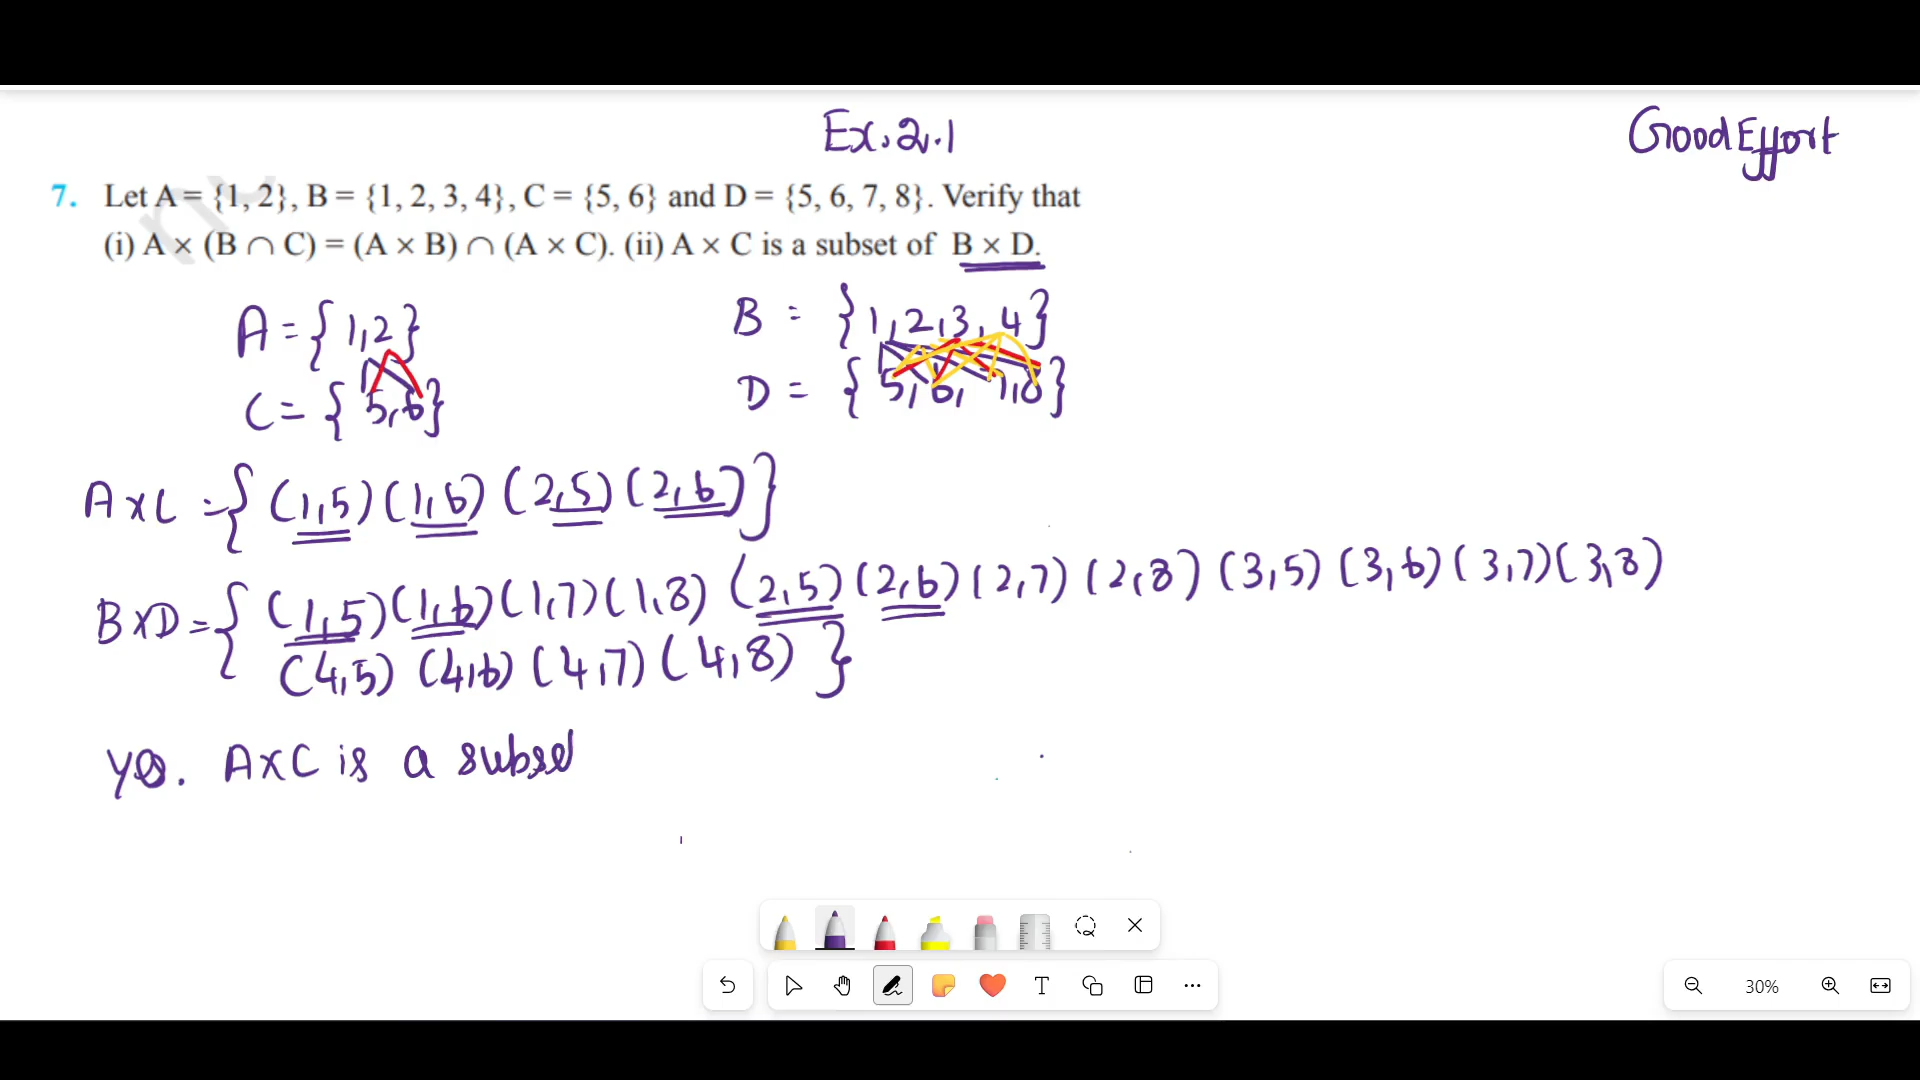 Ex.2.1
Good Effort
7. Let A = {1, 2}, B = {1, 2, 3, 4}, C = {5, 6} and D = {5, 6, 7, 8}. Verify that
(i) A × (B ∩ C) = (A × B) ∩ (A × C). (ii) A × C is a subset of B × D.
A = {1,2}
B = {1,2,3,4}
C = {5,6}
D = {5,6,7,8}
A×C = {(1,5)(1,6)(2,5)(2,6)}
B×D = {(1,5)(1,6)(1,7)(1,8)(2,5)(2,6)(2,7)(2,8)(3,5)(3,6)(3,7)(3,8)
(4,5)(4,6)(4,7)(4,8)}
Yes. A×C is a subset
30%